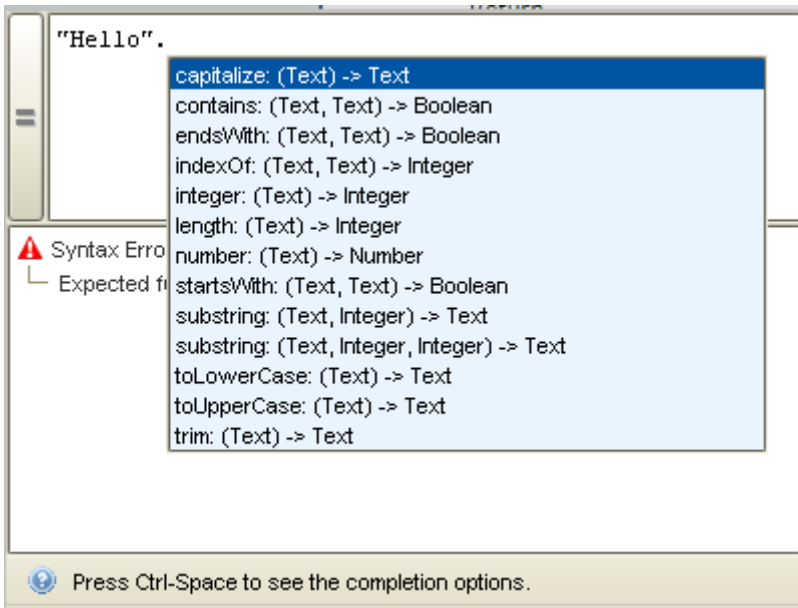 "Hello".
capitalize: (Text) -> Text
contains: (Text, Text) -> Boolean
endsWith: (Text, Text) -> Boolean
indexOf: (Text, Text) -> Integer
integer: (Text) -> Integer
length: (Text) -> Integer
number: (Text) -> Number
startsWith: (Text, Text) -> Boolean
substring: (Text, Integer) -> Text
substring: (Text, Integer, Integer) -> Text
toLowerCase: (Text) -> Text
toUpperCase: (Text) -> Text
trim: (Text) -> Text
Syntax Erro
Expected f
Press Ctrl-Space to see the completion options.